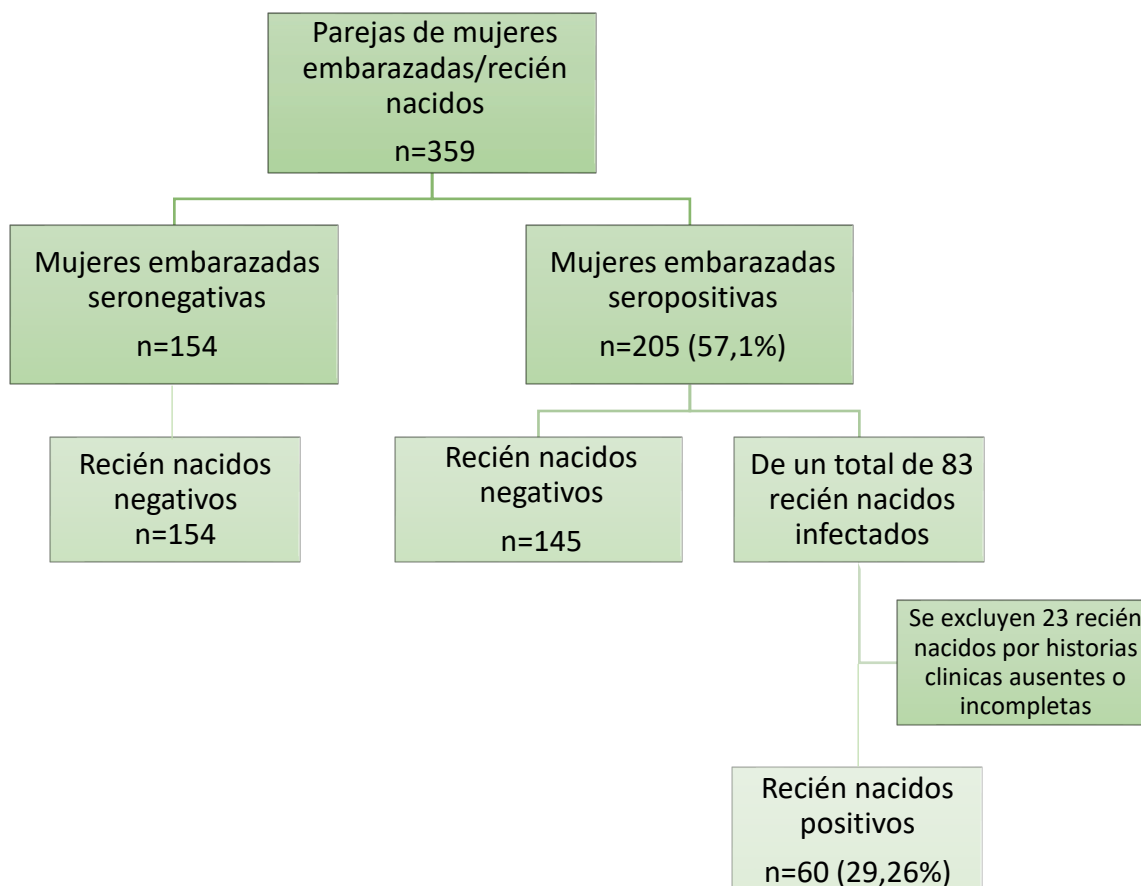 Parejas de mujeres
embarazadas/recién
nacidos
n=359
Mujeres embarazadas
seronegativas
n=154
Mujeres embarazadas
seropositivas
n=205 (57,1%)
Recién nacidos
negativos
n=154
Recién nacidos
negativos
n=145
De un total de 83
recién nacidos
infectados
Se excluyen 23 recién
nacidos por historias
clinicas ausentes o
incompletas
Recién nacidos
positivos
n=60 (29,26%)